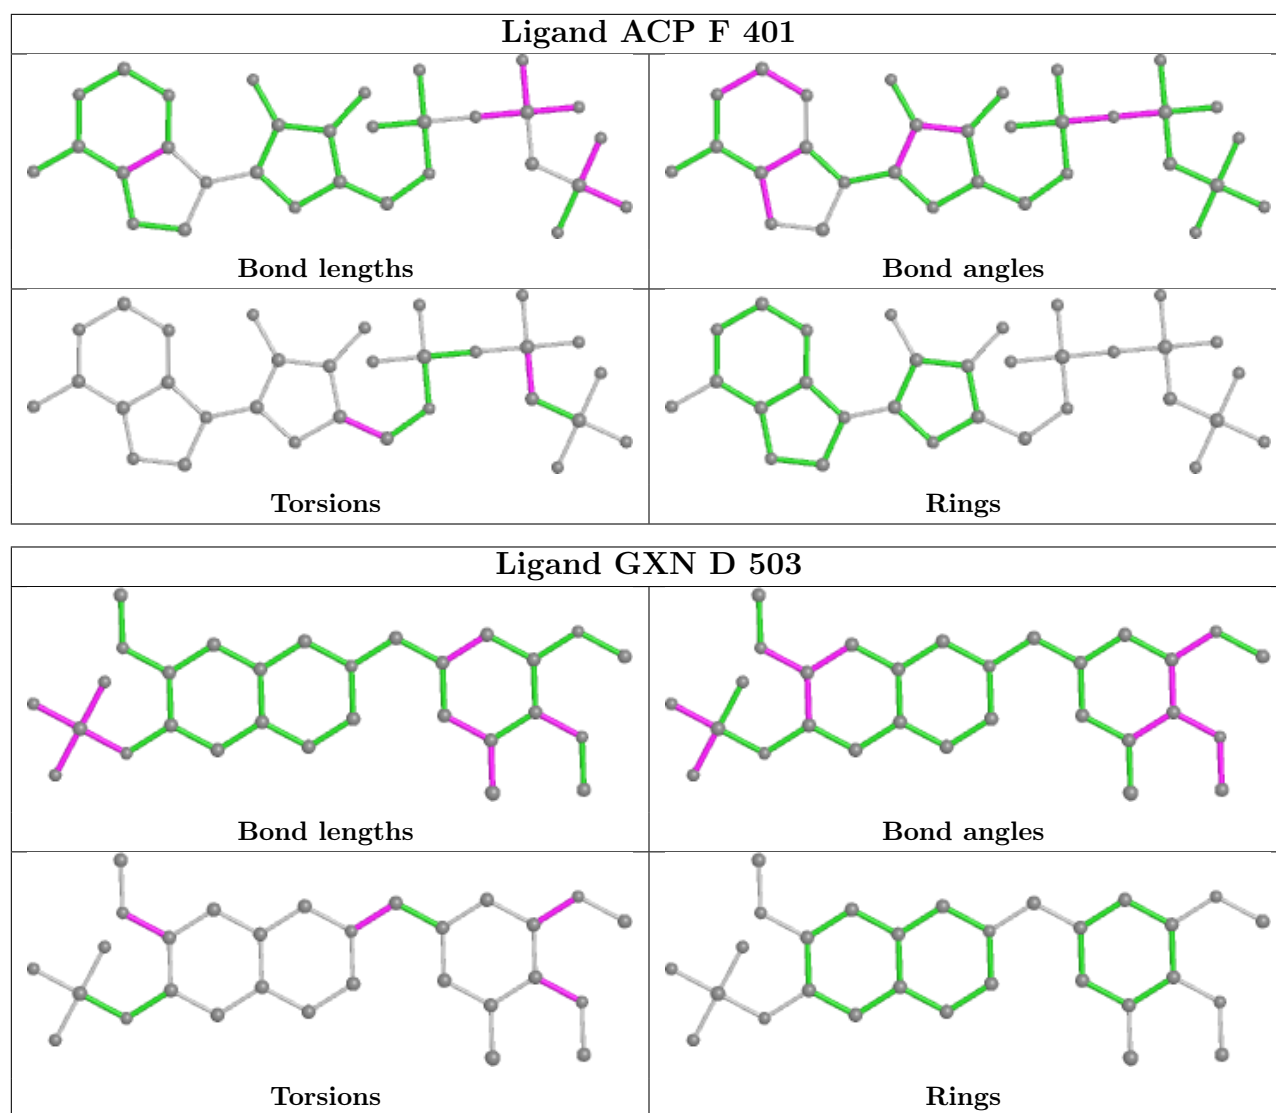 Ligand ACP F 401
Bond lengths
Bond angles
Torsions
Rings
Ligand GXN D 503
Bond lengths
Bond angles
Torsions
Rings